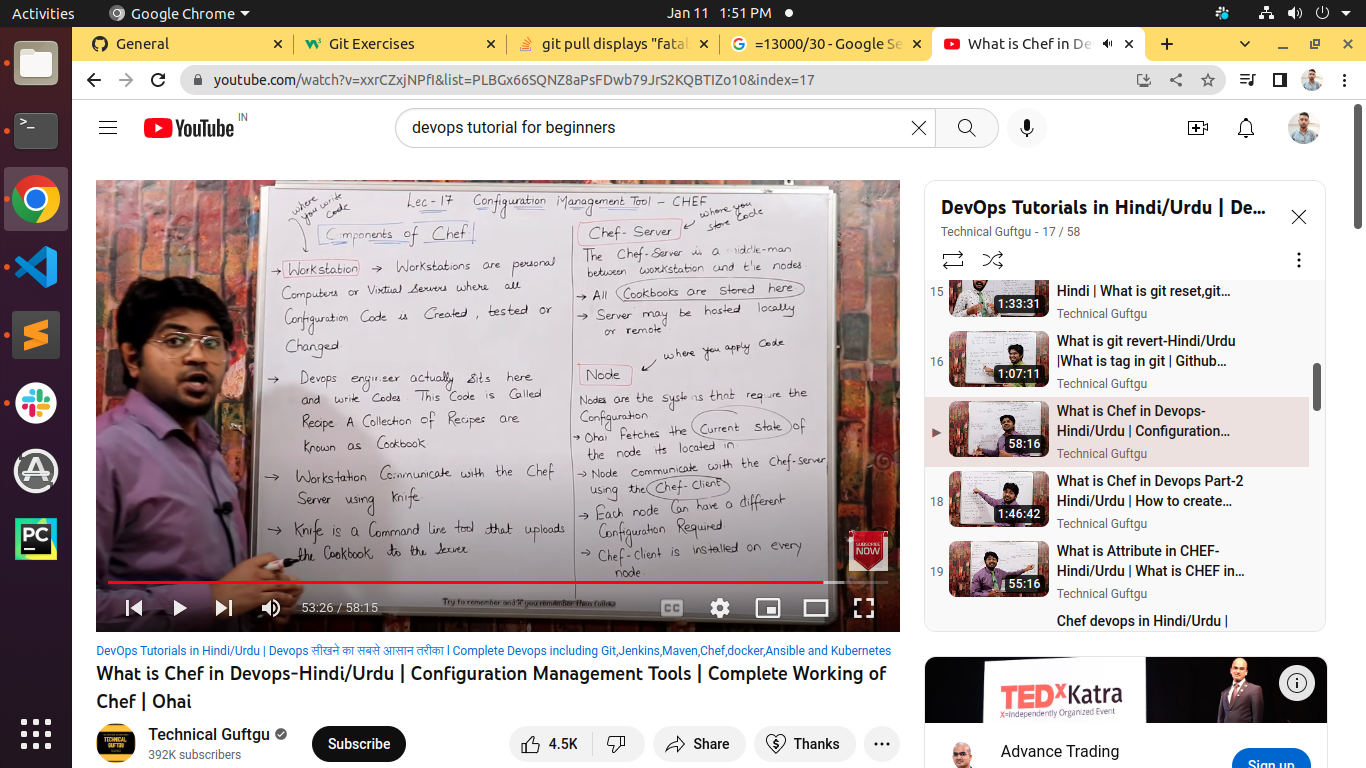 Activities
Google Chrome
Jan 11 1:51 PM
General
Git Exercises
git pull displays "fatal
=13000/30 - Google Se
What is Chef in De
youtube.com/watch?v=xxrCZxjNPfI&list=PLBGx66SQNZ8aPsFDwb79JrS2KQBTIZo10&index=17
YouTube IN
devops tutorial for beginners
where you write code
Lec-17 Configuration Management Tool - CHEF
Components of Chef
→ Workstation → Workstations are personal
Computers or Virtual Servers where all
Configuration Code is Created, tested or
Changed
→ Devops engineer actually sits here
and write Codes. This Code is Called
Recipe A Collection of Recipes are
Known as Cookbook
→ Workstation Communicate with the Chef
Server using Knife
→ Knife is a Command line tool that uploads
the Cookbook to the Server
Chef-Server
where you store Code
The Chef-Server is a middle-man
between workstation and the nodes.
→ All Cookbooks are stored here
→ Server may be hosted locally
or remote
Node
where you apply Code
Nodes are the systems that require the
Configuration
→ Ohai fetches the Current State of
the node its located in
→ Node Communicate with the Chef-Server
using the Chef-Client
→ Each node Can have a different
Configuration Required
→ Chef-Client is installed on every
node.
SUBSCRIBE
NOW
53:26 / 58:15
CC
Try to remember and if you remember then follow
DevOps Tutorials in Hindi/Urdu | Devops सीखने का सबसे आसान तरीका l Complete Devops including Git,Jenkins,Maven,Chef,docker,Ansible and Kubernetes
What is Chef in Devops-Hindi/Urdu | Configuration Management Tools | Complete Working of
Chef | Ohai
TECHNICAL
GUFTGU
Technical Guftgu
392K subscribers
Subscribe
4.5K
Share
Thanks
DevOps Tutorials in Hindi/Urdu | De...
Technical Guftgu - 17 / 58
15
1:33:31
Hindi | What is git reset,git...
Technical Guftgu
16
1:07:11
What is git revert-Hindi/Urdu
|What is tag in git | Github...
Technical Guftgu
58:16
What is Chef in Devops-
Hindi/Urdu | Configuration...
Technical Guftgu
18
1:46:42
What is Chef in Devops Part-2
Hindi/Urdu | How to create...
Technical Guftgu
19
55:16
What is Attribute in CHEF-
Hindi/Urdu | What is CHEF in...
Technical Guftgu
Chef devops in Hindi/Urdu |
TEDxKatra
x=independently Organized Event
Advance Trading
Sign up
PC